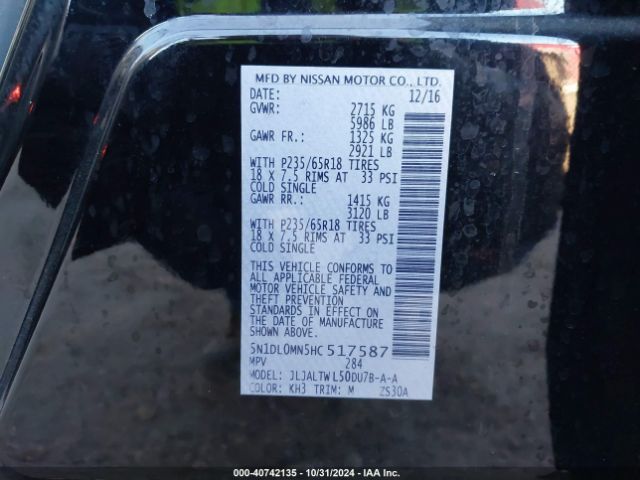 MFD BY NISSAN MOTOR CO., LTD.
DATE: 12/16
GVWR: 2715 KG
5986 LB
GAWR FR.: 1325 KG
2921 LB
WITH P235/65R18 TIRES
18 X 7.5 RIMS AT 33 PSI
COLD SINGLE
GAWR RR.: 1415 KG
3120 LB
WITH P235/65R18 TIRES
18 X 7.5 RIMS AT 33 PSI
COLD SINGLE
THIS VEHICLE CONFORMS TO
ALL APPLICABLE FEDERAL
MOTOR VEHICLE SAFETY AND
THEFT PREVENTION
STANDARDS IN EFFECT ON
THE DATE OF MANUFACTURE
SHOWN ABOVE.
5N1DL0MN5HC 517587
MPV 284
MODEL: JLJALTW L50DU7B-A-A
COLOR: KH3 TRIM: M ZS30A
000-40742135 - 10/31/2024 - IAA Inc.